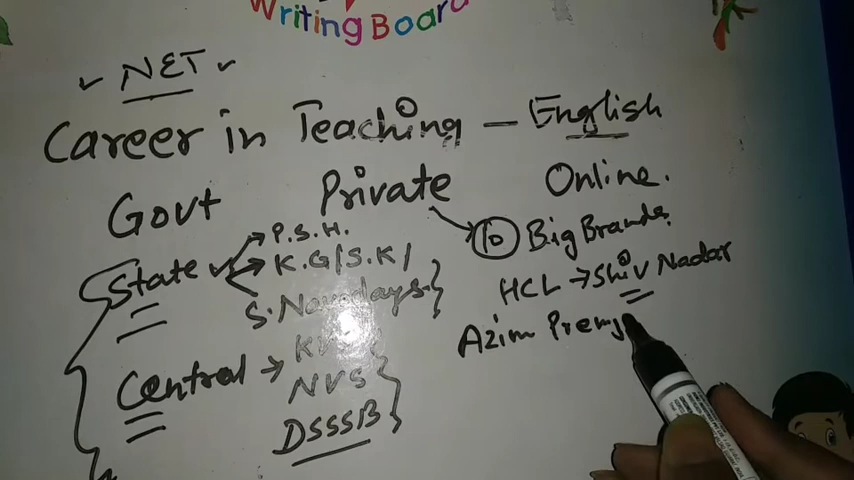 Writing Board
NET
Career in Teaching - English
Govt Private Online.
State P.S.H. 10 Big Brands
K.G/S.K/
S. Navodays HCL → Shiv Nadar
Azim Premj
Central → KVS
NVS
DSSSB